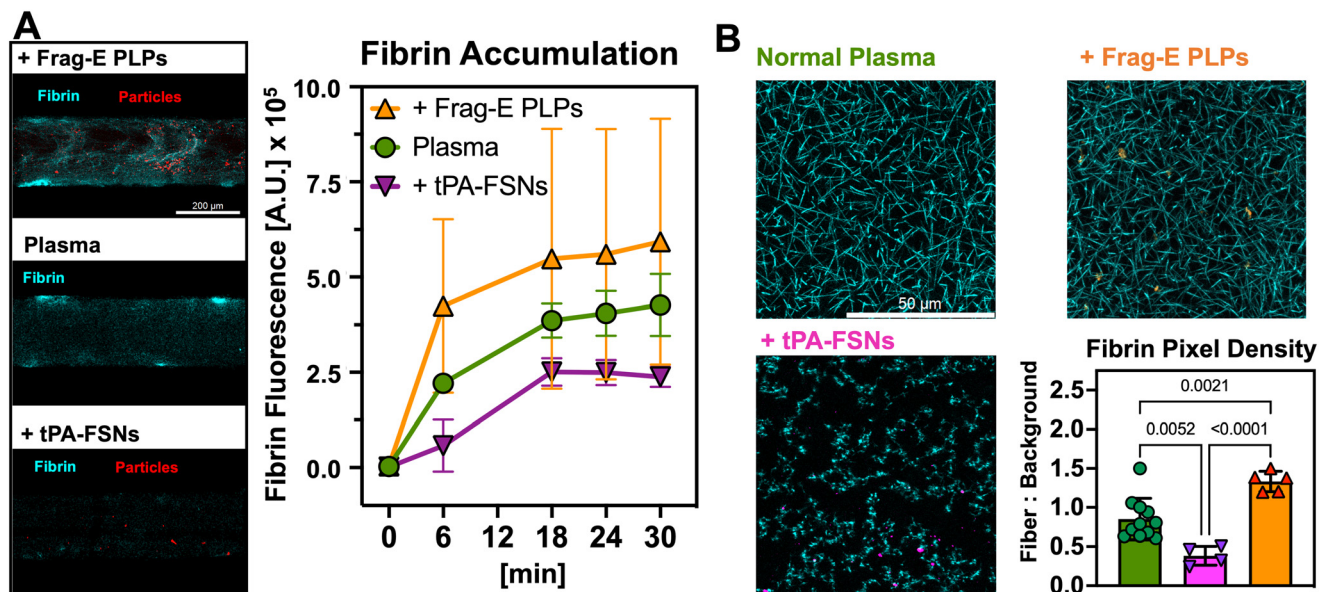 A
+ Frag-E PLPs
Fibrin Particles
200 µm
Plasma
Fibrin
+ tPA-FSNs
Fibrin Particles
Fibrin Accumulation
Fibrin Fluorescence [A.U.] x 10⁵
10.0
7.5
5.0
2.5
0.0
+ Frag-E PLPs
Plasma
+ tPA-FSNs
0 6 12 18 24 30
[min]
B
Normal Plasma
50 µm
+ Frag-E PLPs
+ tPA-FSNs
Fibrin Pixel Density
Fiber : Background
2.5
2.0
1.5
1.0
0.5
0.0
0.0021
0.0052 <0.0001